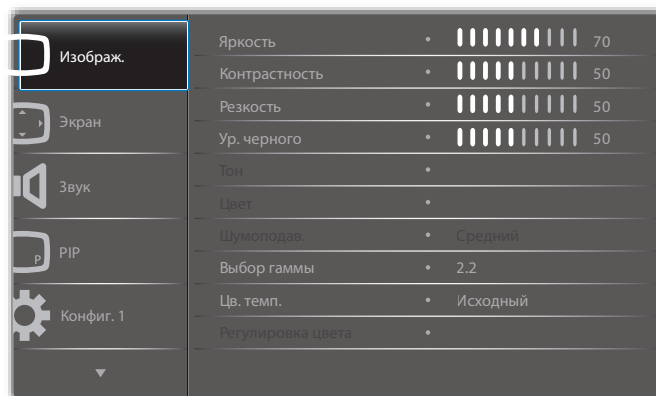 Изображ.
Экран
Звук
P
PIP
Конфиг. 1
Яркость • 70
Контрастность • 50
Резкость • 50
Ур. черного • 50
Тон •
Цвет •
Шумоподав. • Средний
Выбор гаммы • 2.2
Цв. темп. • Исходный
Регулировка цвета •